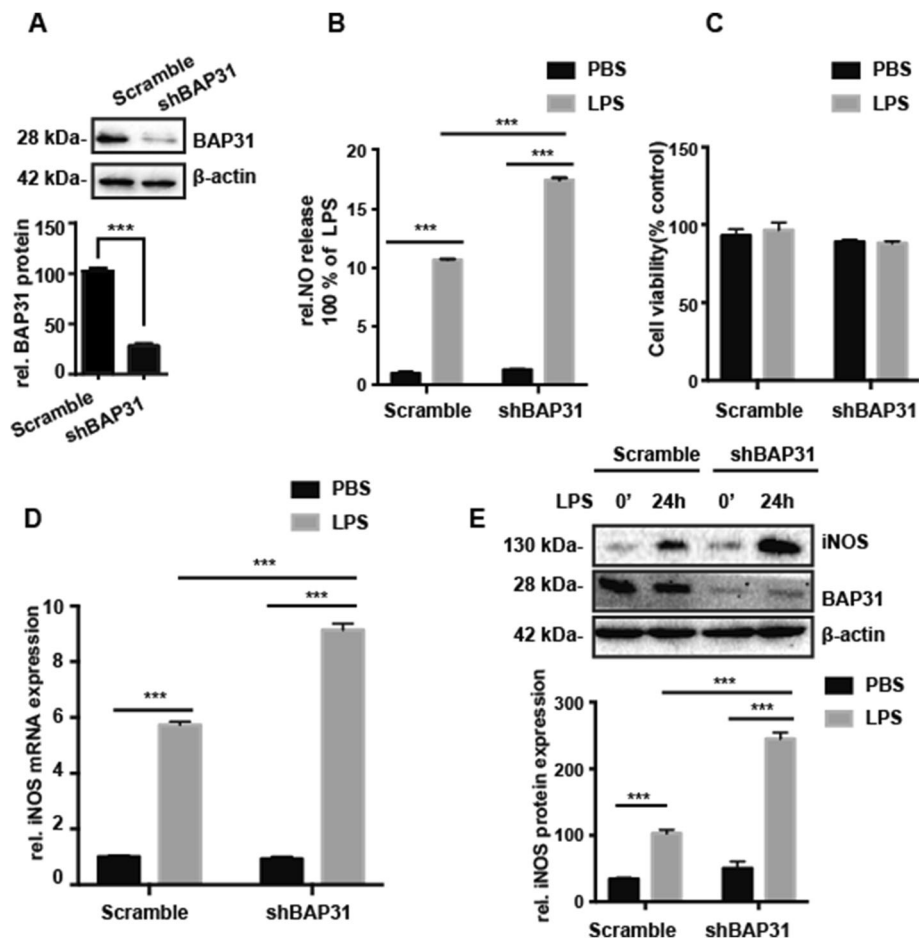 A
Scramble
shBAP31
28 kDa-
BAP31
42 kDa-
β-actin
rel. BAP31 protein
150
100
50
0
***
Scramble
shBAP31
B
PBS
LPS
rel.NO release
100 % of LPS
20
15
10
5
0
***
***
***
Scramble
shBAP31
C
PBS
LPS
Cell viability(% control)
150
100
50
0
Scramble
shBAP31
D
PBS
LPS
rel. iNOS mRNA expression
10
8
6
4
2
0
***
***
***
Scramble
shBAP31
E
Scramble shBAP31
LPS 0' 24h 0' 24h
130 kDa- iNOS
28 kDa- BAP31
42 kDa- β-actin
PBS
LPS
rel. iNOS protein expression
300
200
100
0
***
***
***
Scramble
shBAP31